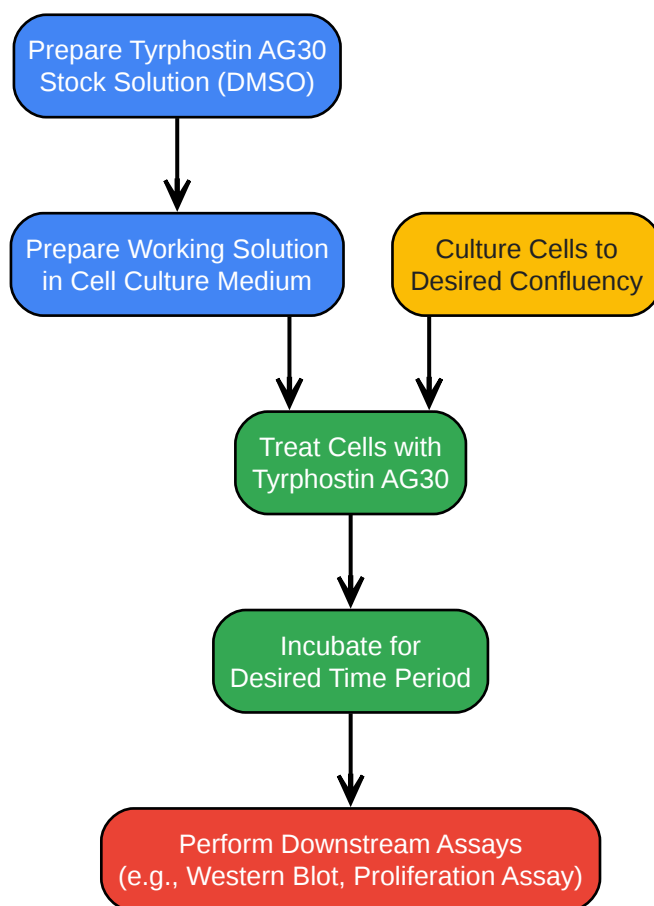 Prepare Tyrphostin AG30
Stock Solution (DMSO)
Prepare Working Solution
in Cell Culture Medium
Culture Cells to
Desired Confluency
Treat Cells with
Tyrphostin AG30
Incubate for
Desired Time Period
Perform Downstream Assays
(e.g., Western Blot, Proliferation Assay)